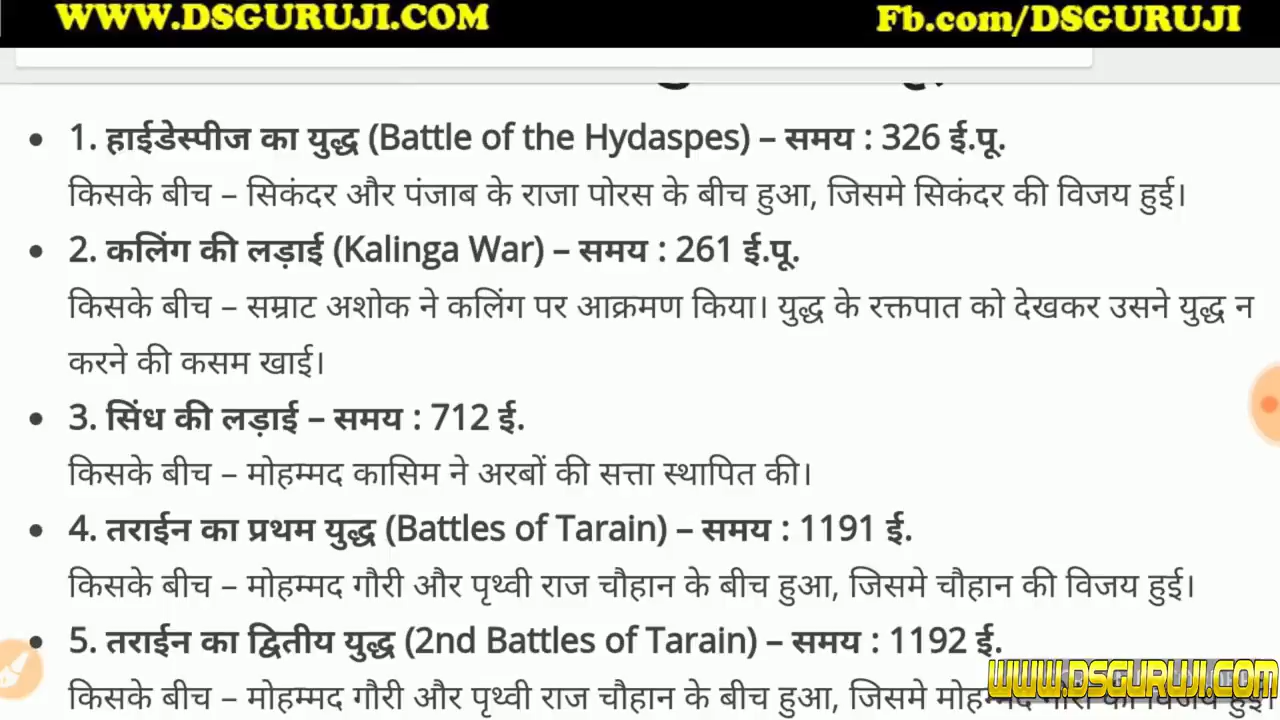 WWW.DSGURUJI.COM Fb.com/DSGURUJI
• 1. हाईडेस्पीज का युद्ध (Battle of the Hydaspes) – समय : 326 ई.पू.
किसके बीच – सिकंदर और पंजाब के राजा पोरस के बीच हुआ, जिसमे सिकंदर की विजय हुई।
• 2. कलिंग की लड़ाई (Kalinga War) – समय : 261 ई.पू.
किसके बीच – सम्राट अशोक ने कलिंग पर आक्रमण किया। युद्ध के रक्तपात को देखकर उसने युद्ध न
करने की कसम खाई।
• 3. सिंध की लड़ाई – समय : 712 ई.
किसके बीच – मोहम्मद कासिम ने अरबों की सत्ता स्थापित की।
• 4. तराईन का प्रथम युद्ध (Battles of Tarain) – समय : 1191 ई.
किसके बीच – मोहम्मद गौरी और पृथ्वी राज चौहान के बीच हुआ, जिसमे चौहान की विजय हुई।
• 5. तराईन का द्वितीय युद्ध (2nd Battles of Tarain) – समय : 1192 ई.
किसके बीच – मोहम्मद गौरी और पृथ्वी राज चौहान के बीच हुआ, जिसमे मोहम्मद गौरी की विजय हुई
WWW.DSGURUJI.COM